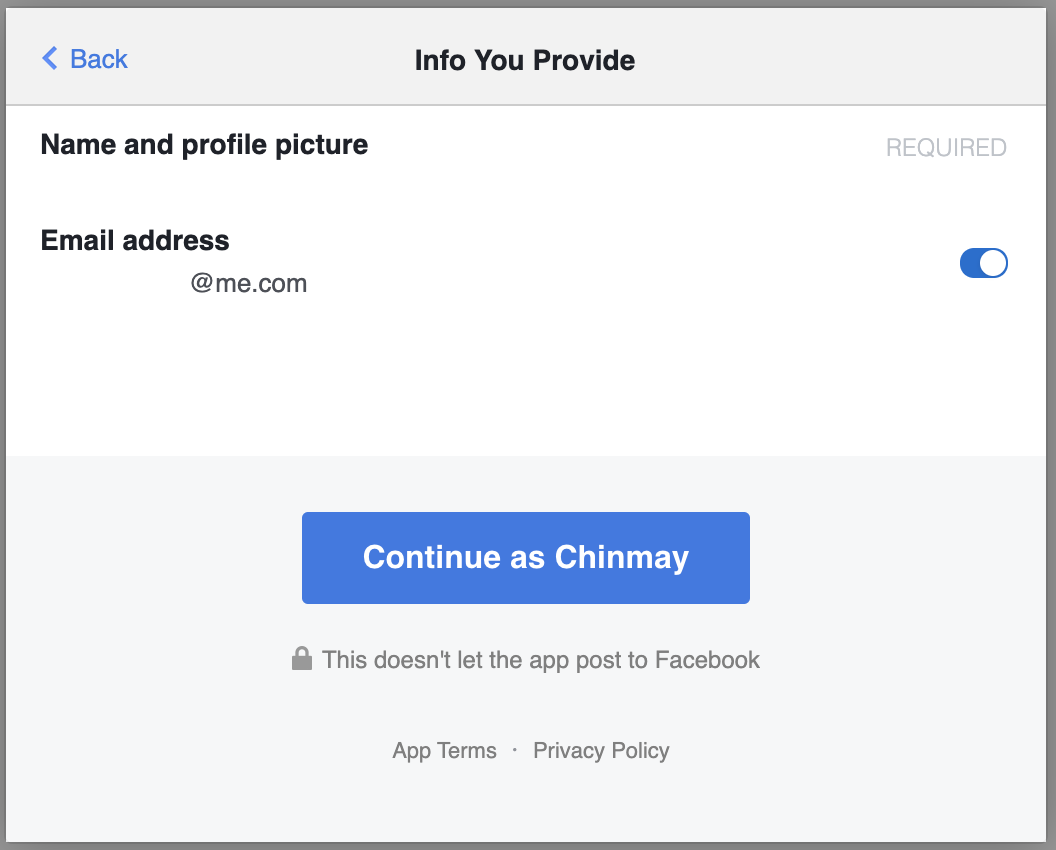 Back
Info You Provide
Name and profile picture
REQUIRED
Email address
@me.com
Continue as Chinmay
This doesn't let the app post to Facebook
App Terms · Privacy Policy